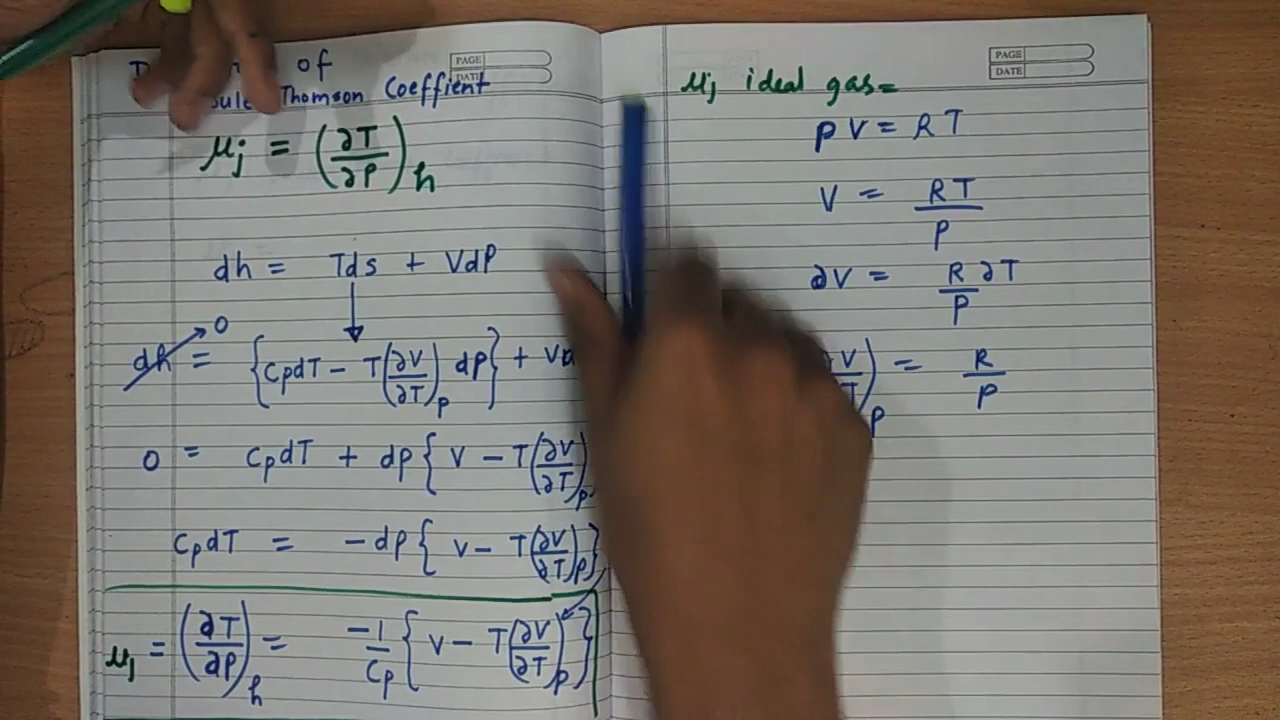 of
PAGE
DATE
Thomson Coeffient
μj = (∂T/∂P)h
dh = Tds + VdP
0
dh = {CpdT - T(∂V/∂T)p dp} +
0 = CpdT + dp{ V - T(∂V/∂T)p
CpdT = -dp{ V - T(∂V/∂T)p}
μj = (∂T/∂P)h = -1/Cp { V - T(∂V/∂T)p}
PAGE
DATE
μj ideal gas=
PV = RT
V = RT/P
∂V = R/P ∂T
)p = R/P